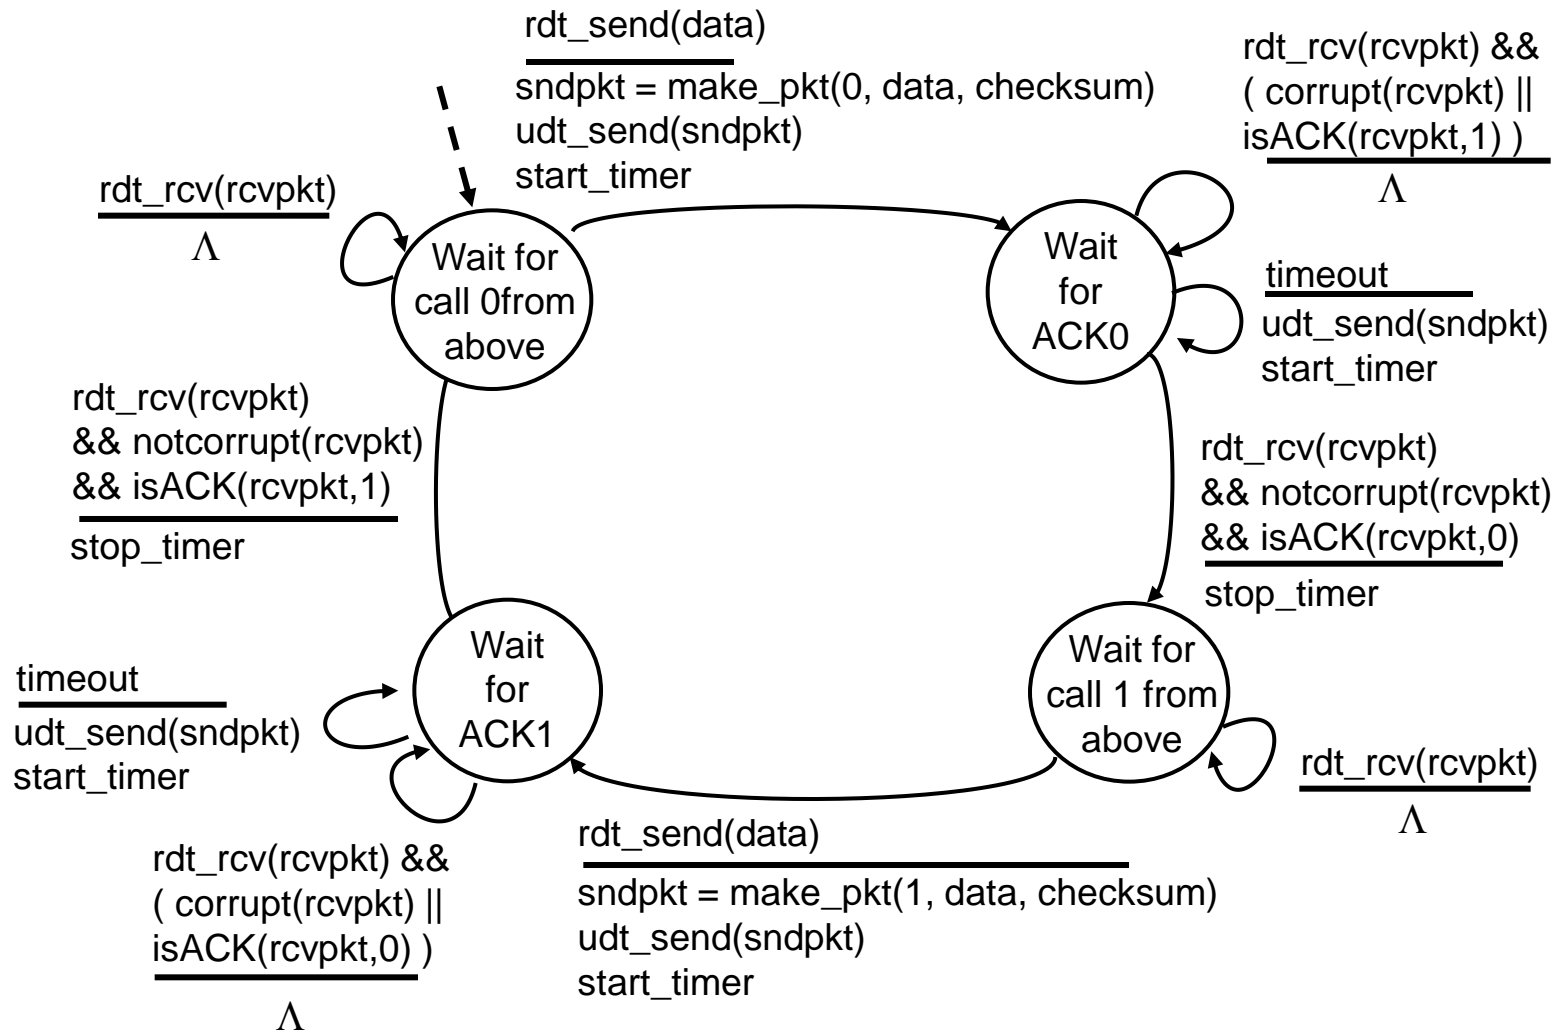 rdt_send(data)
sndpkt = make_pkt(0, data, checksum)
udt_send(sndpkt)
start_timer
rdt_rcv(rcvpkt) &&
( corrupt(rcvpkt) ||
isACK(rcvpkt,1) )
Λ
rdt_rcv(rcvpkt)
Λ
Wait for
call 0from
above
Wait
for
ACK0
timeout
udt_send(sndpkt)
start_timer
rdt_rcv(rcvpkt)
&& notcorrupt(rcvpkt)
&& isACK(rcvpkt,1)
stop_timer
rdt_rcv(rcvpkt)
&& notcorrupt(rcvpkt)
&& isACK(rcvpkt,0)
stop_timer
Wait
for
ACK1
Wait for
call 1 from
above
timeout
udt_send(sndpkt)
start_timer
rdt_rcv(rcvpkt)
Λ
rdt_rcv(rcvpkt) &&
( corrupt(rcvpkt) ||
isACK(rcvpkt,0) )
Λ
rdt_send(data)
sndpkt = make_pkt(1, data, checksum)
udt_send(sndpkt)
start_timer